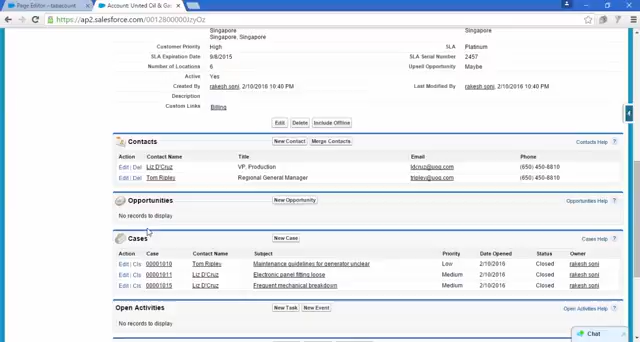 Page Editor - tabaccount
Account: United Oil & Ga
https://ap2.salesforce.com/0012800000IzyOz
Singapore
Singapore, Singapore
Singapore
Customer Priority High SLA Platinum
SLA Expiration Date 9/8/2015 SLA Serial Number 2457
Number of Locations 6 Upsell Opportunity Maybe
Active Yes
Created By rakesh soni, 2/10/2016 10:40 PM Last Modified By rakesh soni, 2/10/2016 10:40 PM
Description
Custom Links Billing
Edit Delete Include Offline
Contacts New Contact Merge Contacts Contacts Help ?
Action Contact Name Title Email Phone
Edit | Del Liz D'Cruz VP, Production ldcruz@uog.com (650) 450-8810
Edit | Del Tom Ripley Regional General Manager tripley@uog.com (650) 450-8810
Opportunities New Opportunity Opportunities Help ?
No records to display
Cases New Case Cases Help ?
Action Case Contact Name Subject Priority Date Opened Status Owner
Edit | Cls 00001010 Tom Ripley Maintenance guidelines for generator unclear Low 2/10/2016 Closed rakesh soni
Edit | Cls 00001011 Liz D'Cruz Electronic panel fitting loose Medium 2/10/2016 Closed rakesh soni
Edit | Cls 00001015 Liz D'Cruz Frequent mechanical breakdown Medium 2/10/2016 Closed rakesh soni
Open Activities New Task New Event Open Activities Help ?
No records to display
Chat